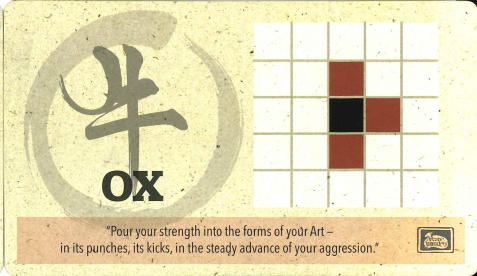 牛
OX
"Pour your strength into the forms of your Art –
in its punches, its kicks, in the steady advance of your aggression."